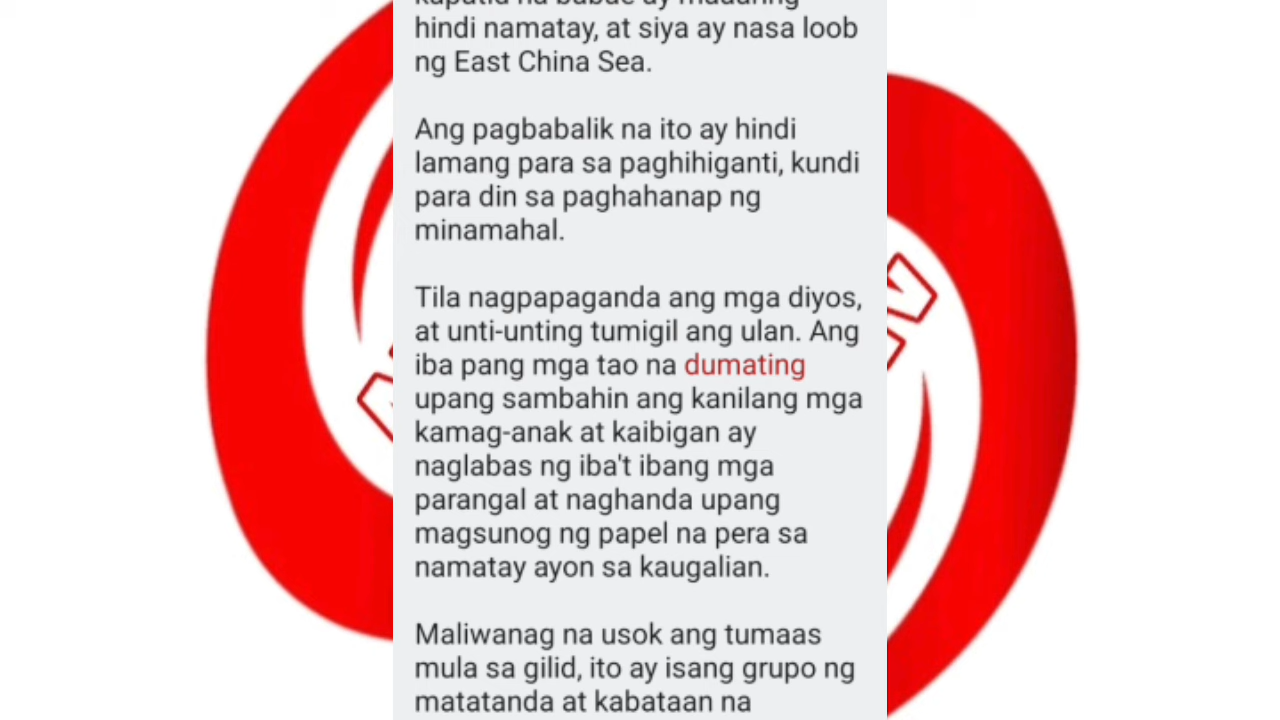 hindi namatay, at siya ay nasa loob
ng East China Sea.
Ang pagbabalik na ito ay hindi
lamang para sa paghihiganti, kundi
para din sa paghahanap ng
minamahal.
Tila nagpapaganda ang mga diyos,
at unti-unting tumigil ang ulan. Ang
iba pang mga tao na dumating
upang sambahin ang kanilang mga
kamag-anak at kaibigan ay
naglabas ng iba't ibang mga
parangal at naghanda upang
magsunog ng papel na pera sa
namatay ayon sa kaugalian.
Maliwanag na usok ang tumaas
mula sa gilid, ito ay isang grupo ng
matatanda at kabataan na